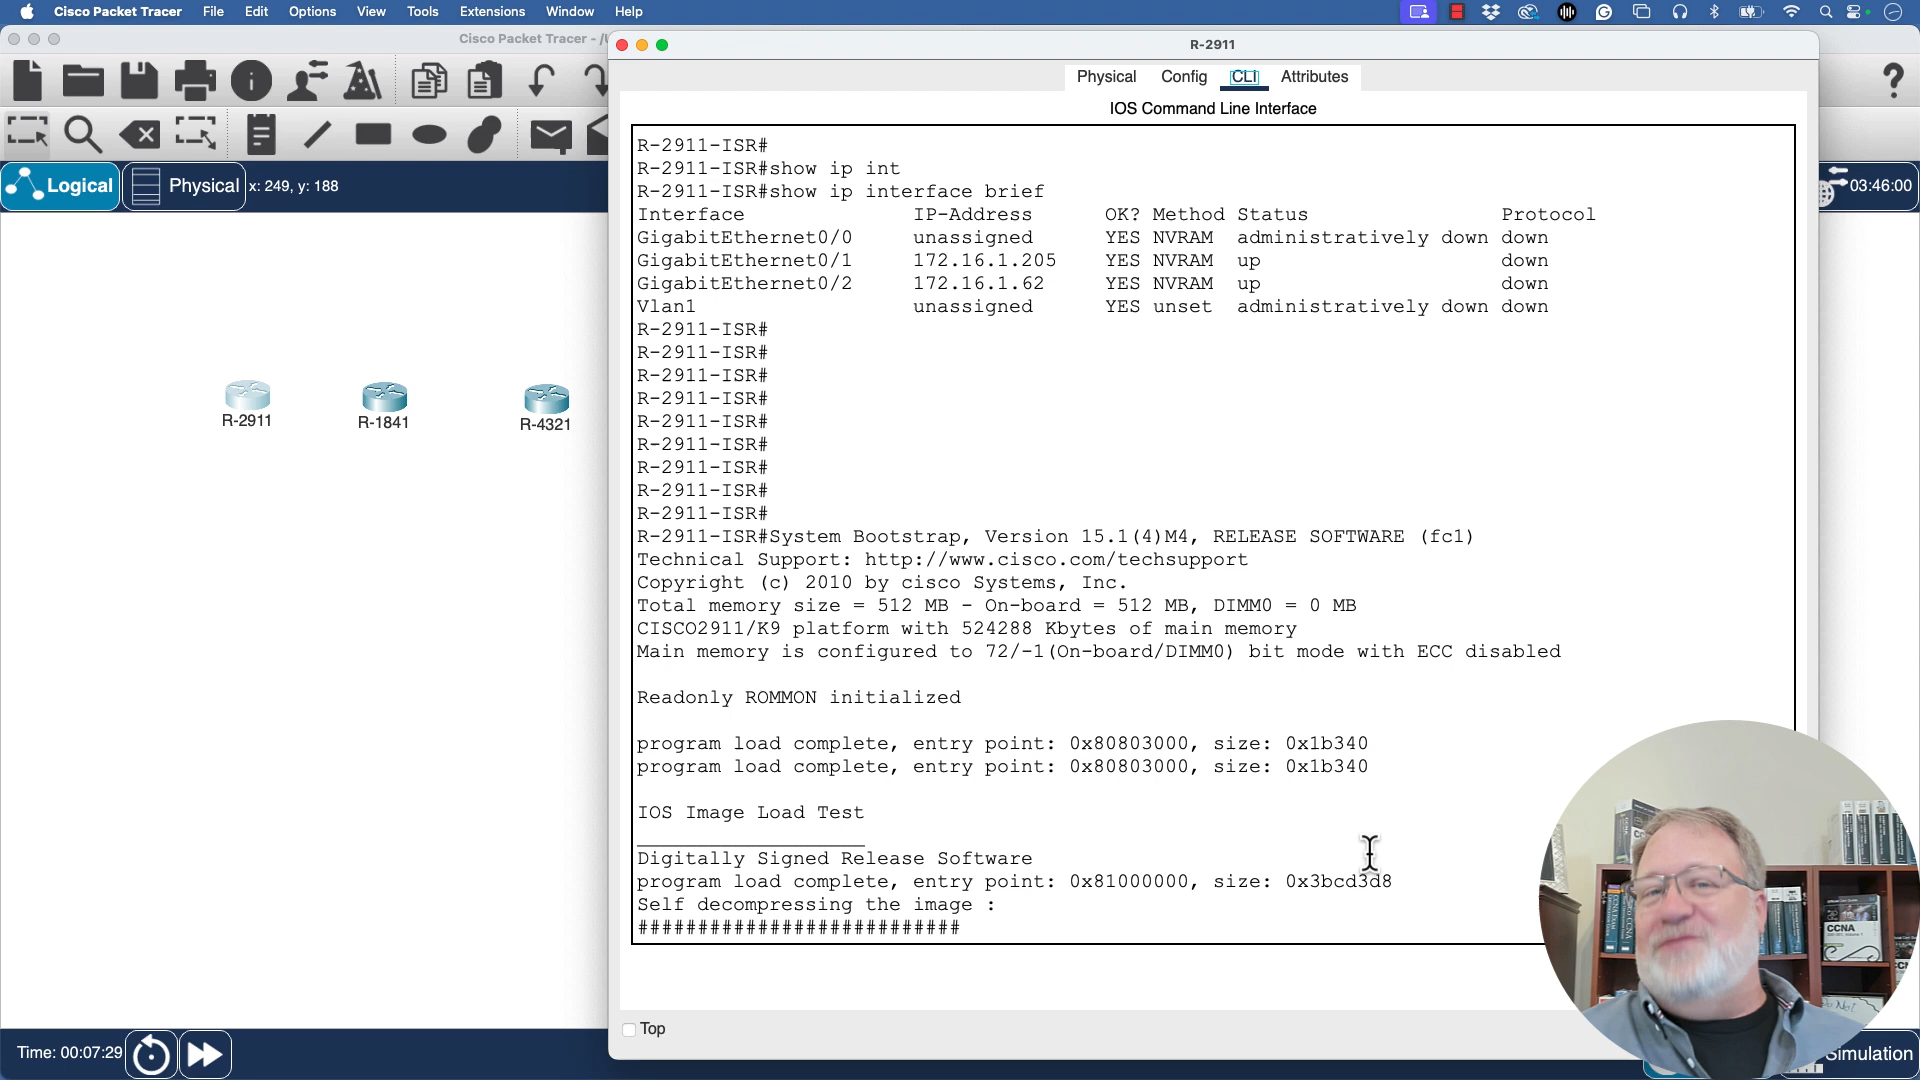 Cisco Packet Tracer File Edit Options View Tools Extensions Window Help
Cisco Packet Tracer - /U
R-2911
Physical Config CLI Attributes
IOS Command Line Interface
Logical Physical x: 249, y: 188
03:46:00
R-2911-ISR#
R-2911-ISR#show ip int
R-2911-ISR#show ip interface brief
Interface IP-Address OK? Method Status Protocol
GigabitEthernet0/0 unassigned YES NVRAM administratively down down
GigabitEthernet0/1 172.16.1.205 YES NVRAM up down
GigabitEthernet0/2 172.16.1.62 YES NVRAM up down
Vlan1 unassigned YES unset administratively down down
R-2911-ISR#
R-2911-ISR#
R-2911-ISR#
R-2911-ISR#
R-2911-ISR#
R-2911-ISR#
R-2911-ISR#
R-2911-ISR#
R-2911-ISR#
R-2911-ISR#System Bootstrap, Version 15.1(4)M4, RELEASE SOFTWARE (fc1)
Technical Support: http://www.cisco.com/techsupport
Copyright (c) 2010 by cisco Systems, Inc.
Total memory size = 512 MB - On-board = 512 MB, DIMM0 = 0 MB
CISCO2911/K9 platform with 524288 Kbytes of main memory
Main memory is configured to 72/-1(On-board/DIMM0) bit mode with ECC disabled
Readonly ROMMON initialized
program load complete, entry point: 0x80803000, size: 0x1b340
program load complete, entry point: 0x80803000, size: 0x1b340
IOS Image Load Test
___________________
Digitally Signed Release Software
program load complete, entry point: 0x81000000, size: 0x3bcd3d8
Self decompressing the image :
###########################
R-2911
R-1841
R-4321
CCNA
Top
Time: 00:07:29
Simulation